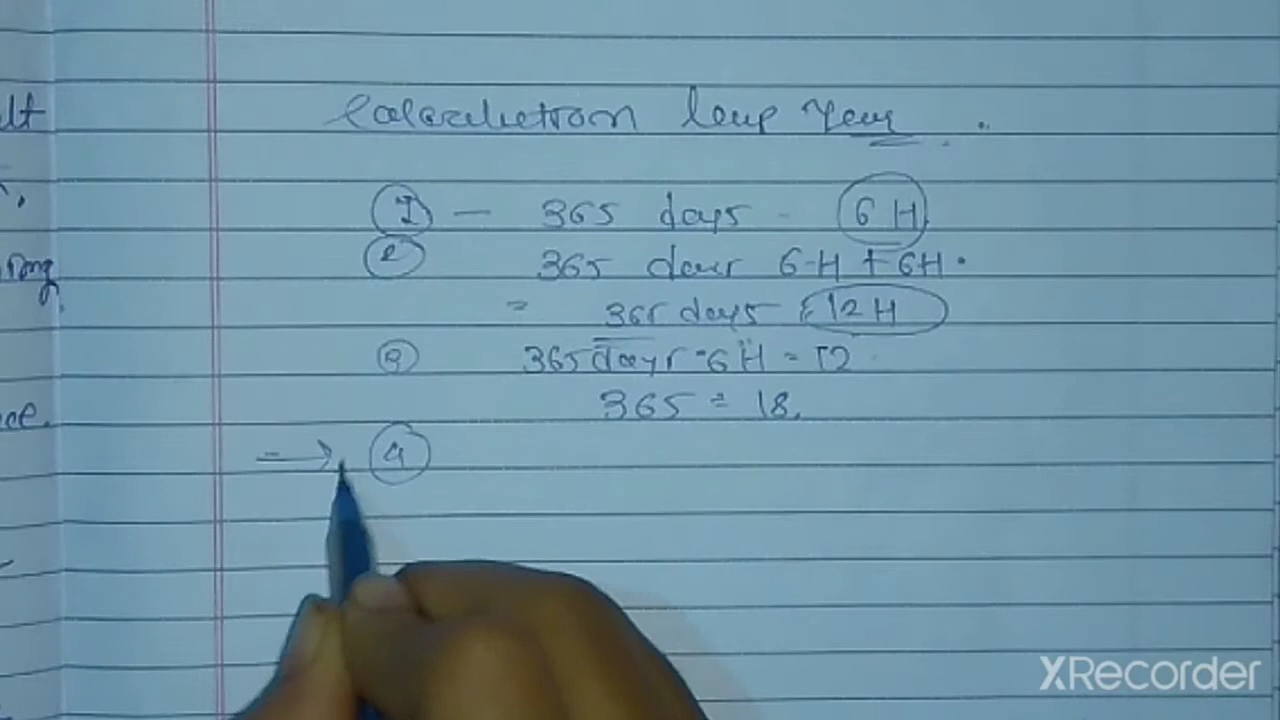 Calculation leap Year.
① - 365 days - 6 H
② 365 days 6 H + 6H.
= 365 days 12 H
③ 365 days 6 H = 12
365 = 18.
→ ④
XRecorder